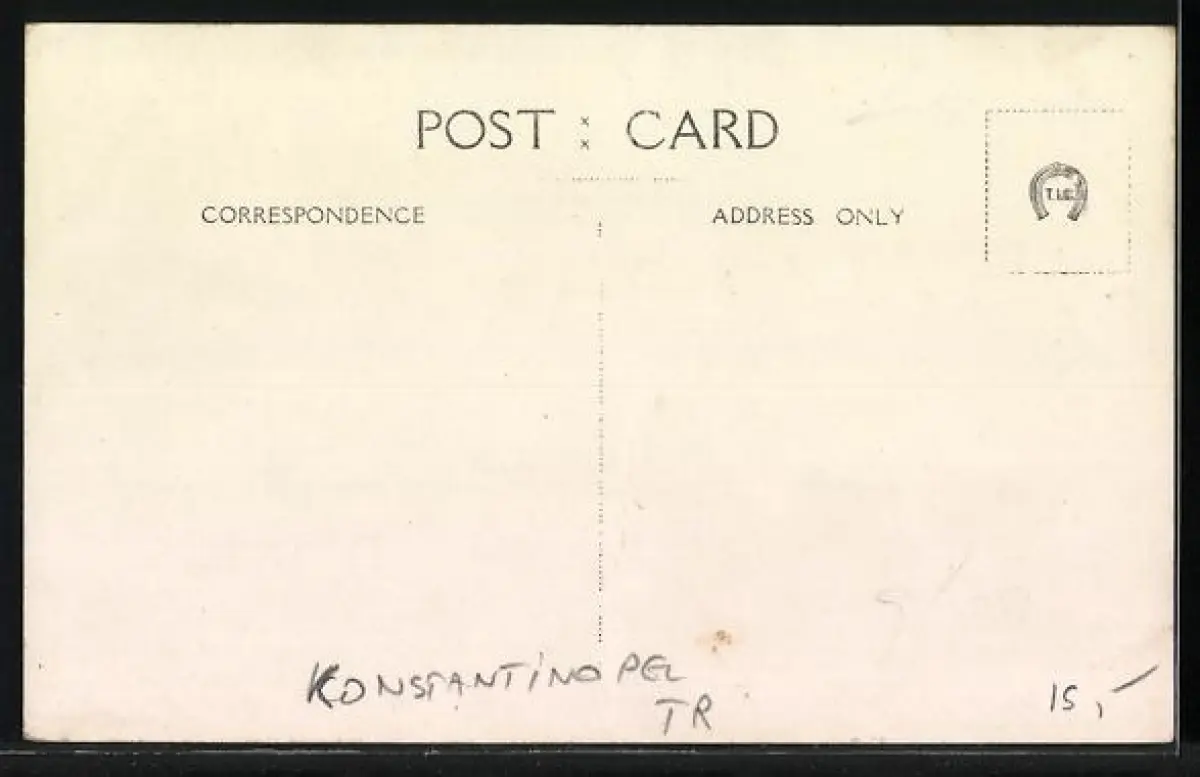 POST CARD
CORRESPONDENCE
ADDRESS ONLY
T.I.C.
KONSTANTINOPEL
TR
15,-